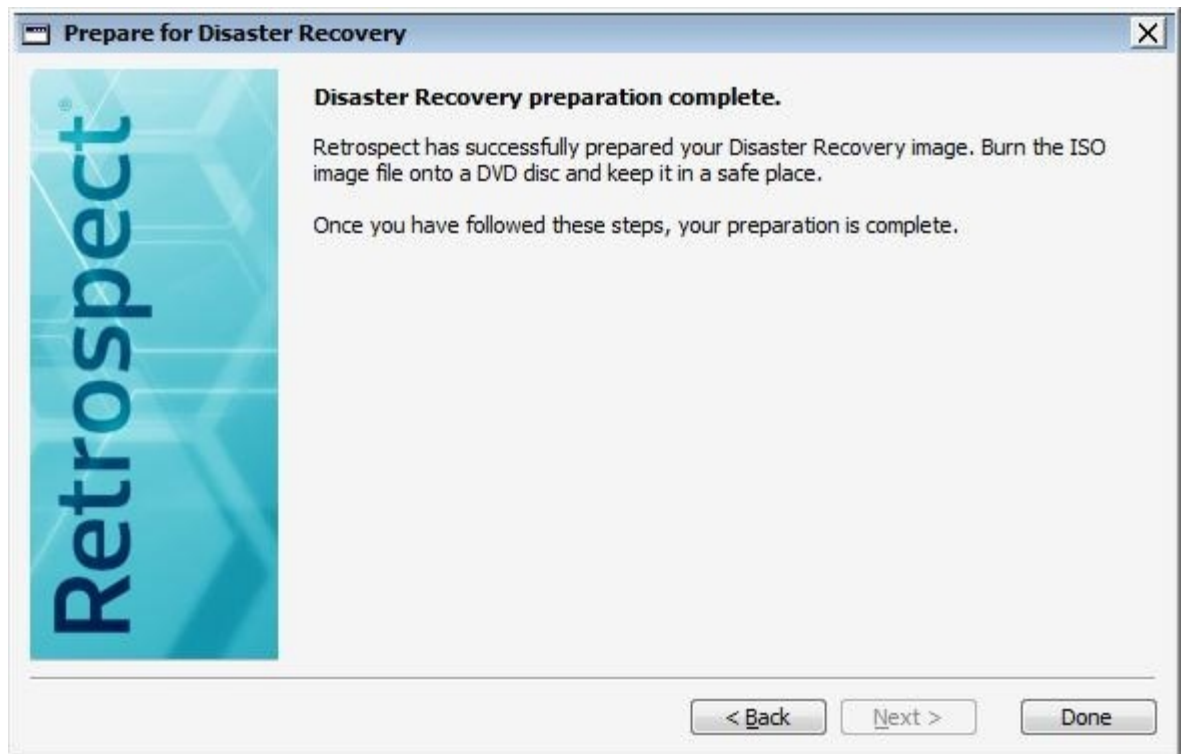 Prepare for Disaster Recovery
Retrospect®
Disaster Recovery preparation complete.
Retrospect has successfully prepared your Disaster Recovery image. Burn the ISO
image file onto a DVD disc and keep it in a safe place.
Once you have followed these steps, your preparation is complete.
< Back
Next >
Done